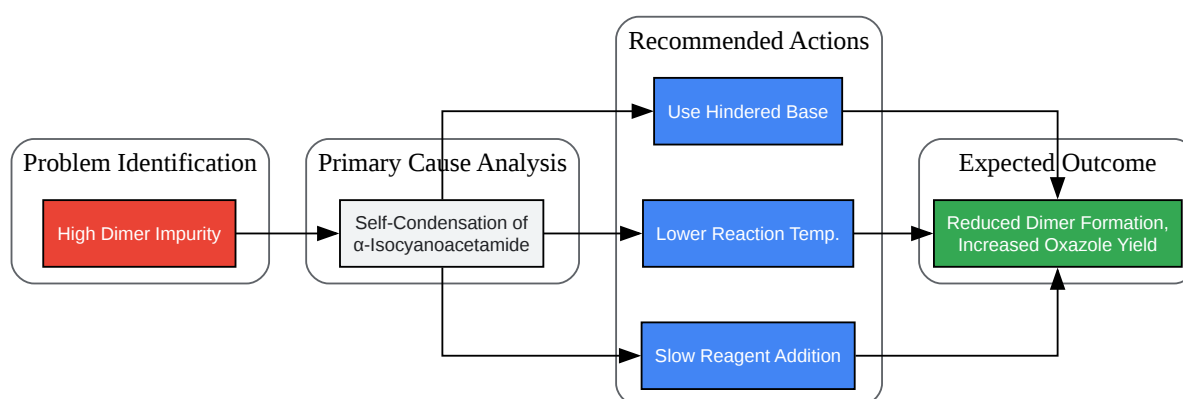 Recommended Actions
Use Hindered Base
Problem Identification
Primary Cause Analysis
Expected Outcome
High Dimer Impurity
Self-Condensation of
α-Isocyanoacetamide
Lower Reaction Temp.
Reduced Dimer Formation,
Increased Oxazole Yield
Slow Reagent Addition